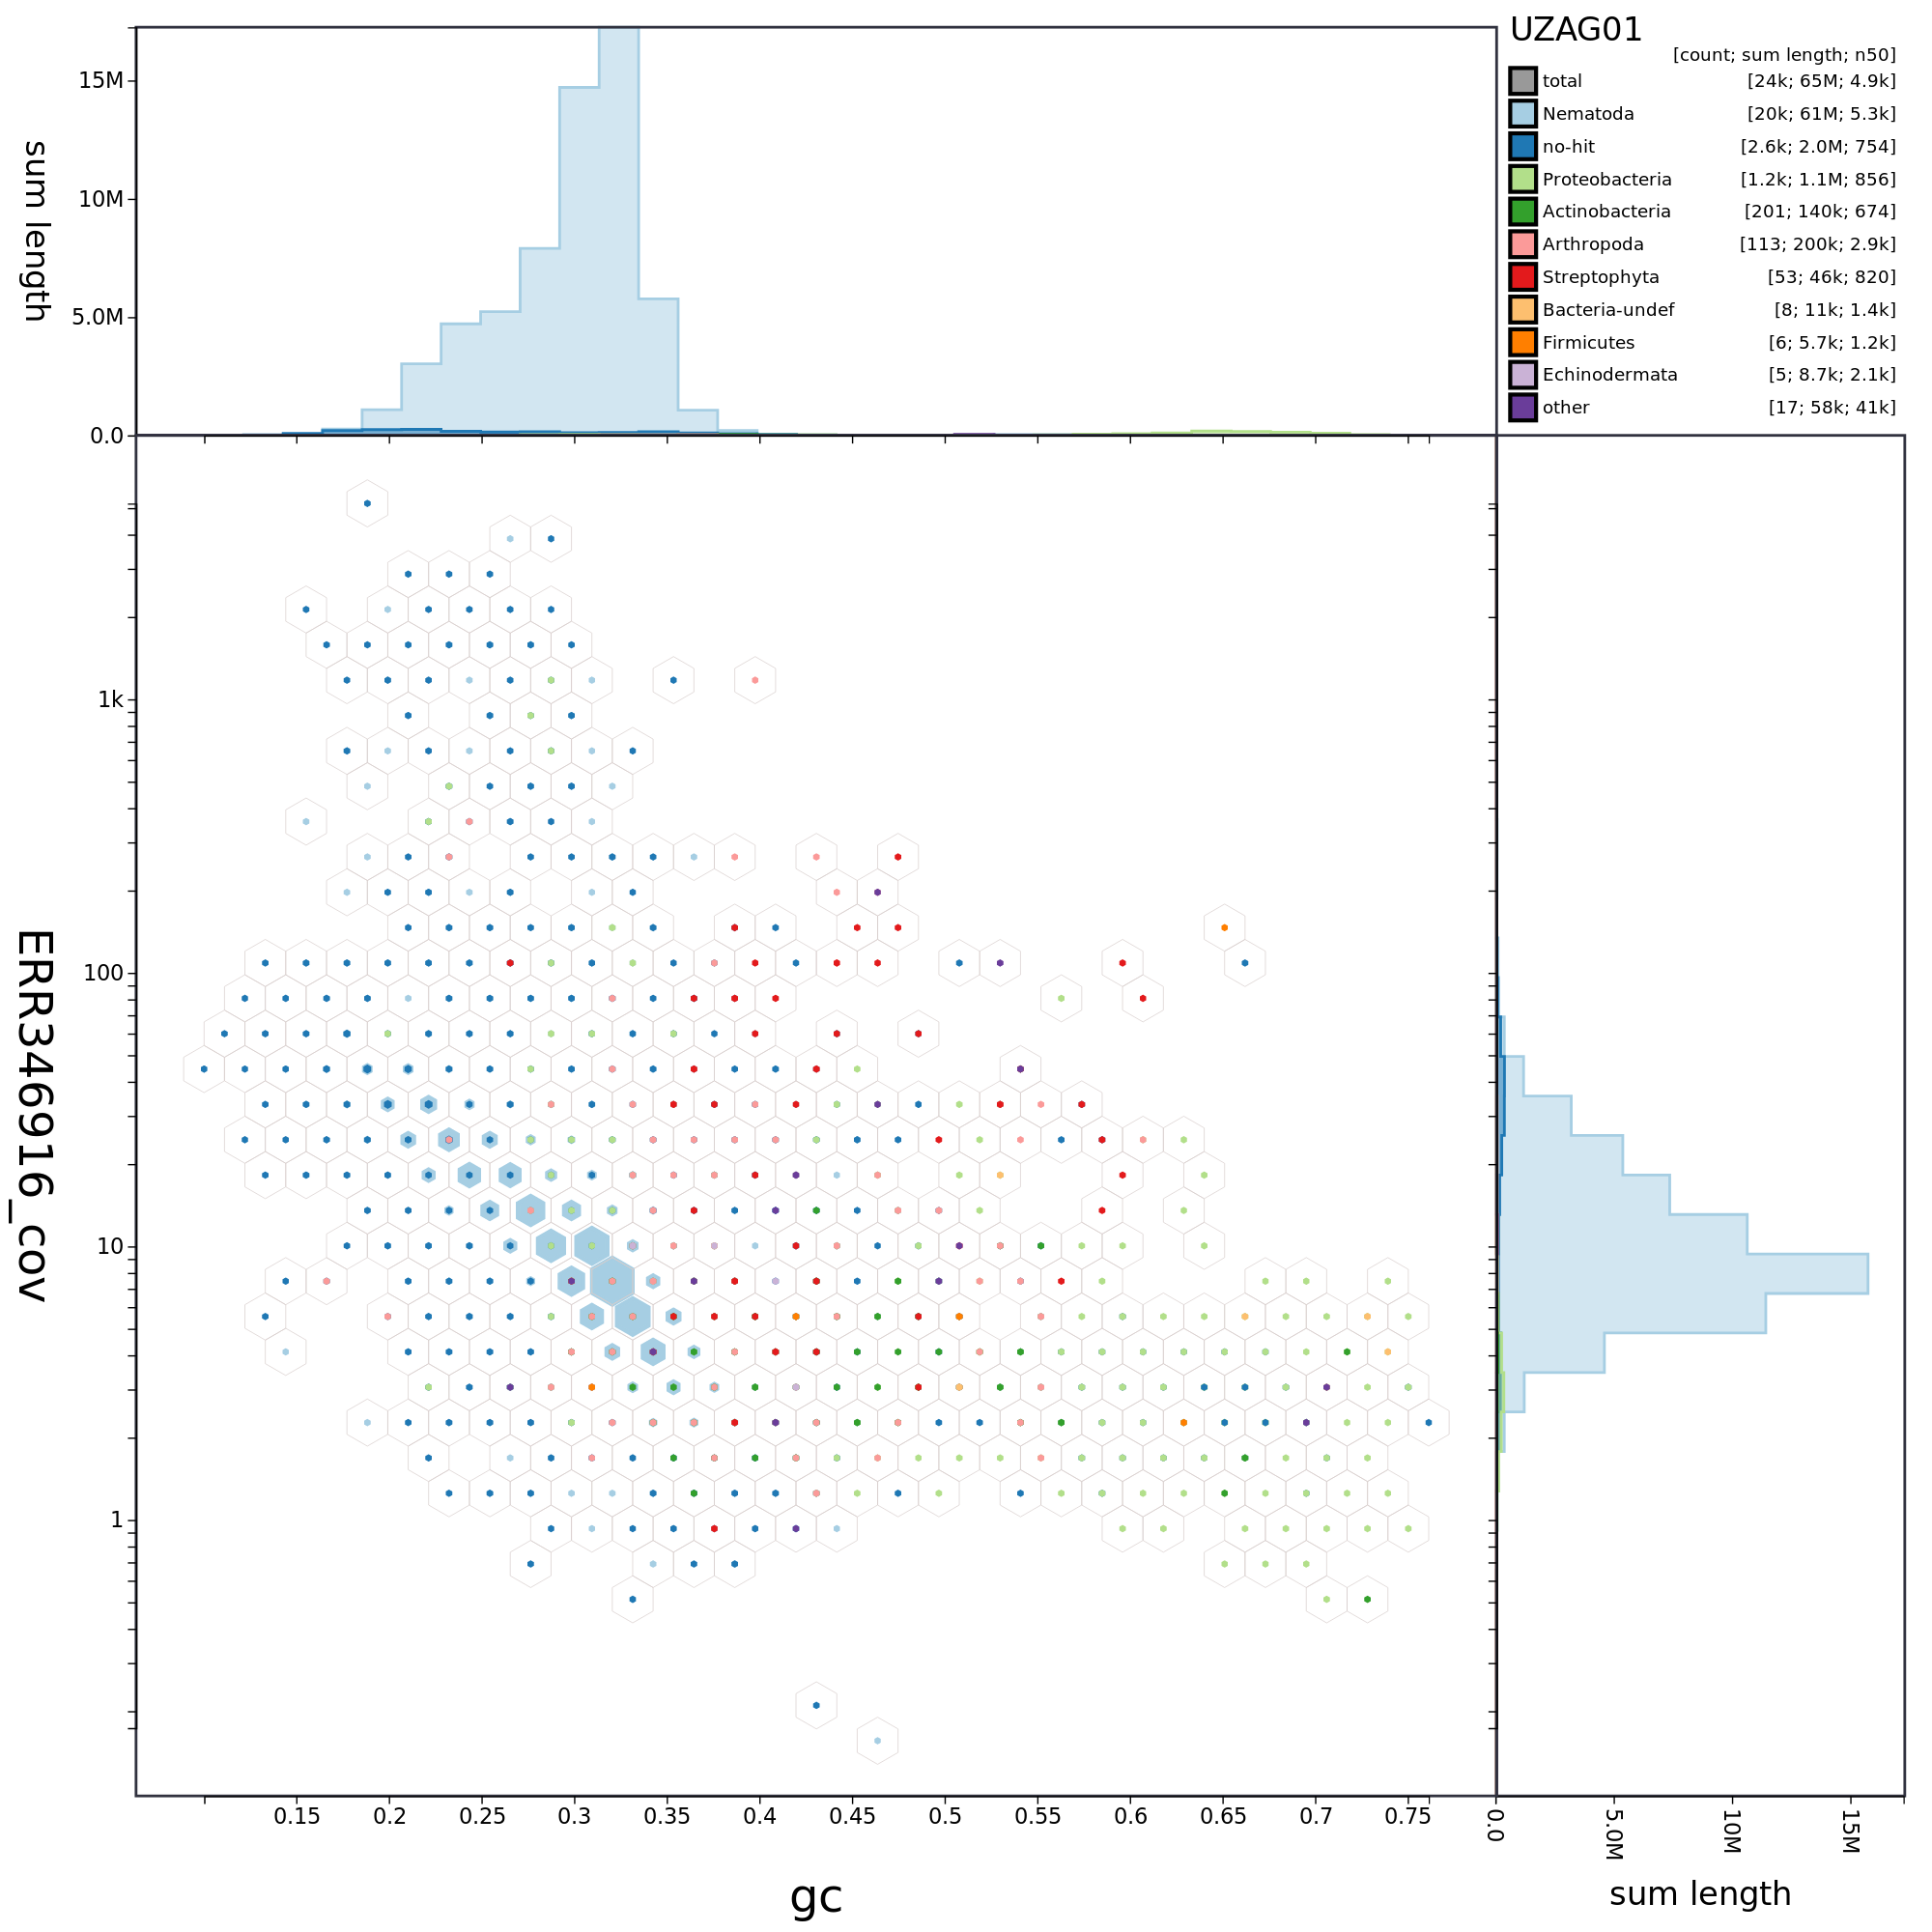 UZAG01
[count; sum length; n50]
total [24k; 65M; 4.9k]
Nematoda [20k; 61M; 5.3k]
no-hit [2.6k; 2.0M; 754]
Proteobacteria [1.2k; 1.1M; 856]
Actinobacteria [201; 140k; 674]
Arthropoda [113; 200k; 2.9k]
Streptophyta [53; 46k; 820]
Bacteria-undef [8; 11k; 1.4k]
Firmicutes [6; 5.7k; 1.2k]
Echinodermata [5; 8.7k; 2.1k]
other [17; 58k; 41k]
sum length
15M
10M
5.0M
0.0
ERR346916_cov
1k
100
10
1
0.15 0.2 0.25 0.3 0.35 0.4 0.45 0.5 0.55 0.6 0.65 0.7 0.75
gc
0.0 5.0M 10M 15M
sum length